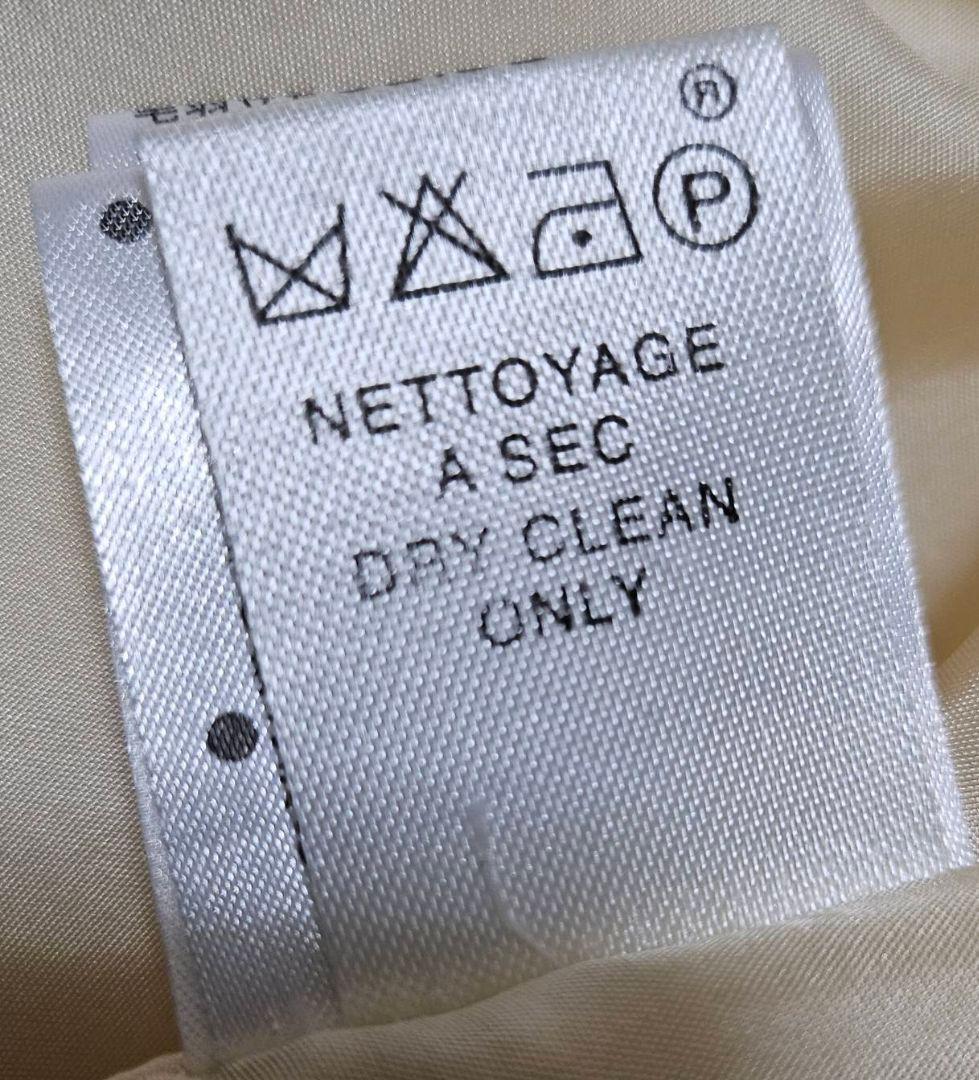 ®
P
NETTOYAGE
A SEC
DRY CLEAN
ONLY